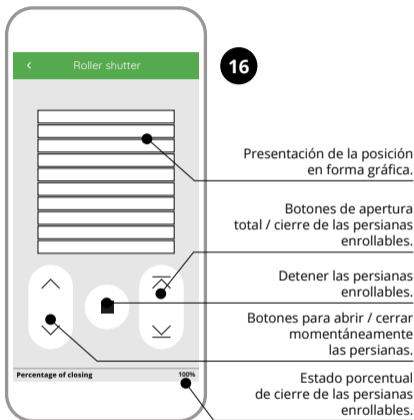 Roller shutter
16
Presentación de la posición
en forma gráfica.
Botones de apertura
total / cierre de las persianas
enrollables.
Detener las persianas
enrollables.
Botones para abrir / cerrar
momentáneamente
las persianas.
Percentage of closing 100%
Estado porcentual
de cierre de las persianas
enrollables.